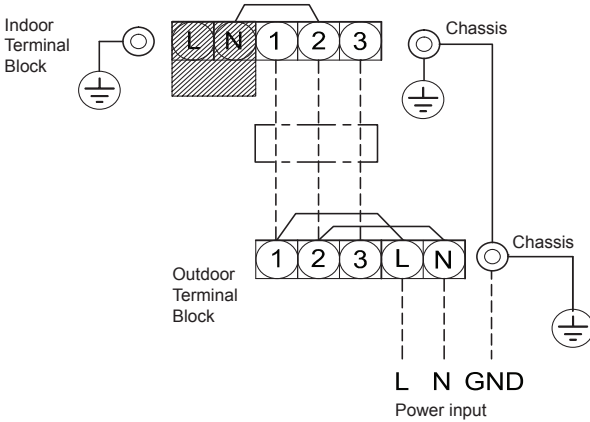 Indoor
Terminal
Block
L N 1 2 3
Chassis
1 2 3 L N
Chassis
Outdoor
Terminal
Block
L N GND
Power input